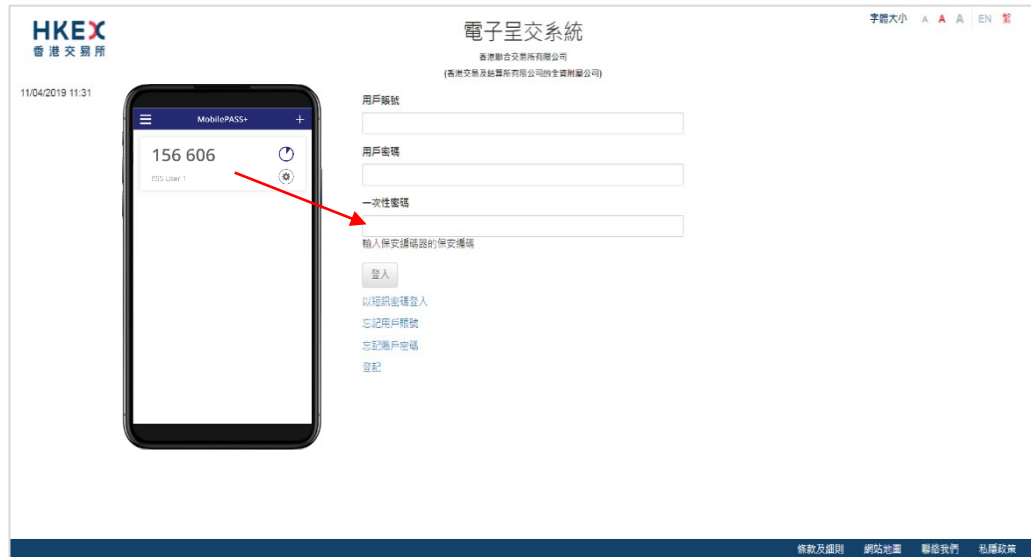 HKEX
香港交易所
字體大小 A A A EN 繁
電子呈交系統
香港聯合交易所有限公司
(香港交易及結算所有限公司的全資附屬公司)
11/04/2019 11:31
MobilePASS+
156 606
ESS User 1
用戶賬號
用戶密碼
一次性密碼
輸入保安編碼器的保安編碼
登入
以短訊密碼登入
忘記用戶賬號
忘記賬戶密碼
登記
條款及細則 網站地圖 聯絡我們 私隱政策